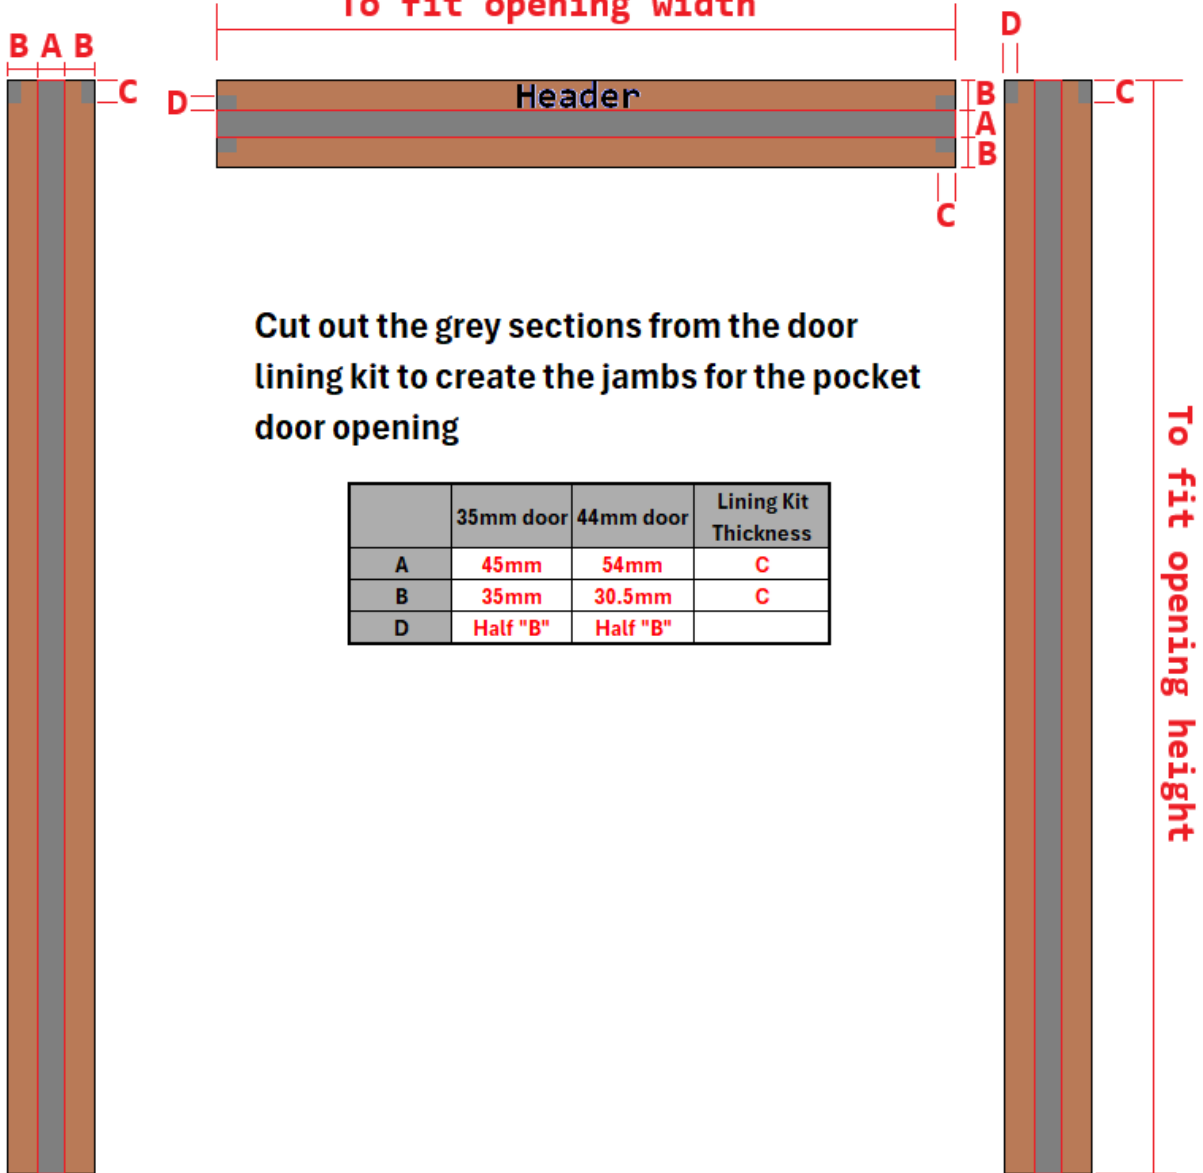 To fit opening width
D
B A B
C
D
Header
B
A
B
C
C
Cut out the grey sections from the door
lining kit to create the jambs for the pocket
door opening
To fit opening height
35mm door 44mm door Lining Kit Thickness
A 45mm 54mm C
B 35mm 30.5mm C
D Half "B" Half "B"